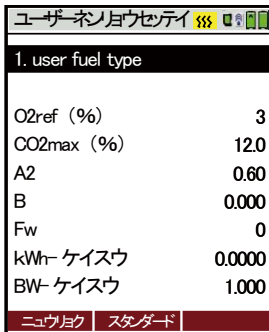 ユーザーネンリョウセッテイ
1. user fuel type
O2ref (%) 3
CO2max (%) 12.0
A2 0.60
B 0.000
Fw 0
kWh-ケイスウ 0.0000
BW-ケイスウ 1.000
ニュウリョク スタンダード